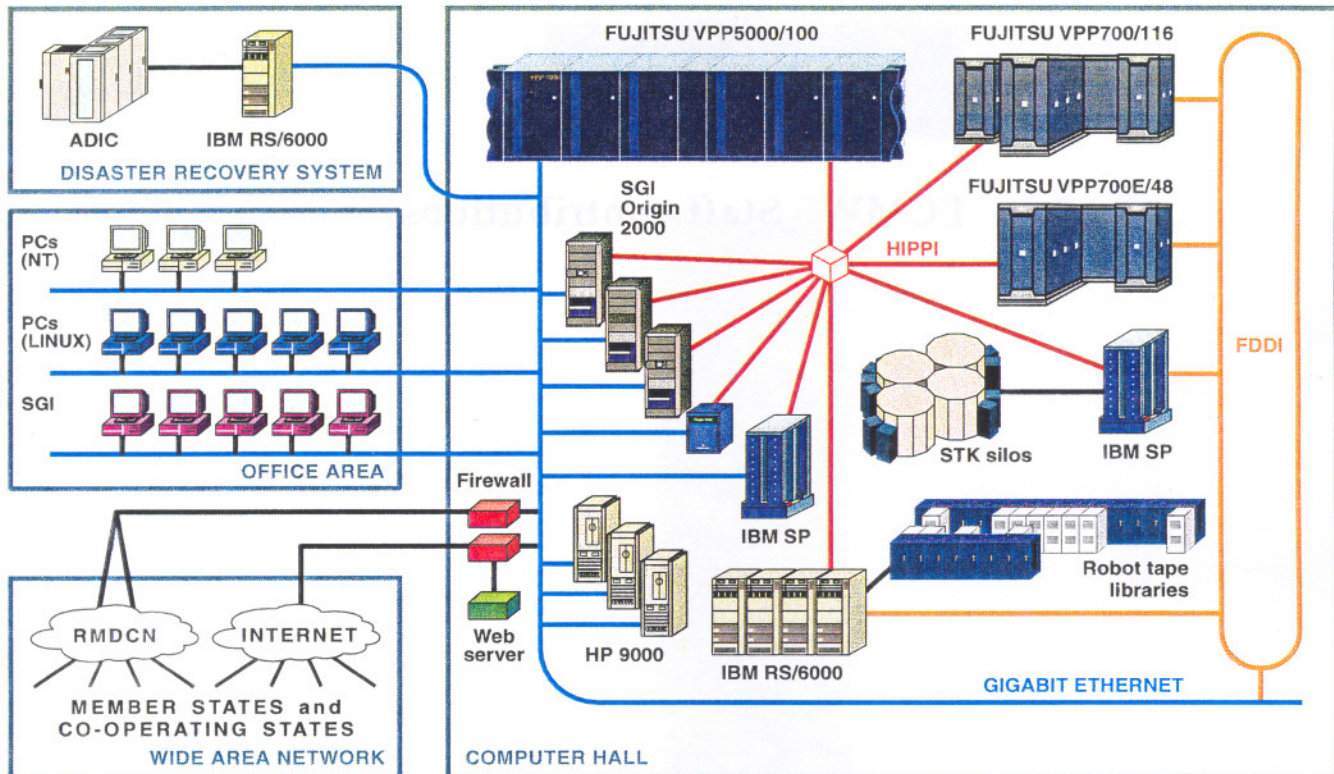 ADIC
IBM RS/6000
DISASTER RECOVERY SYSTEM
PCs
(NT)
PCs
(LINUX)
SGI
OFFICE AREA
RMDCN
INTERNET
MEMBER STATES and
CO-OPERATING STATES
WIDE AREA NETWORK
FUJITSU VPP5000/100
FUJITSU VPP700/116
SGI
Origin
2000
FUJITSU VPP700E/48
HIPPI
FDDI
STK silos
IBM SP
Firewall
IBM SP
Robot tape
libraries
Web
server
HP 9000
IBM RS/6000
GIGABIT ETHERNET
COMPUTER HALL